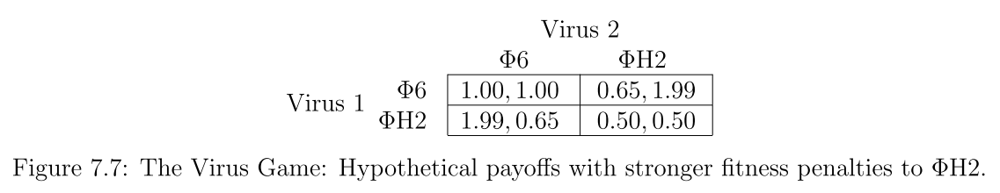 Virus 2
Φ6 ΦH2
Virus 1
Φ6 1.00, 1.00 0.65, 1.99
ΦH2 1.99, 0.65 0.50, 0.50
Figure 7.7: The Virus Game: Hypothetical payoffs with stronger fitness penalties to ΦH2.